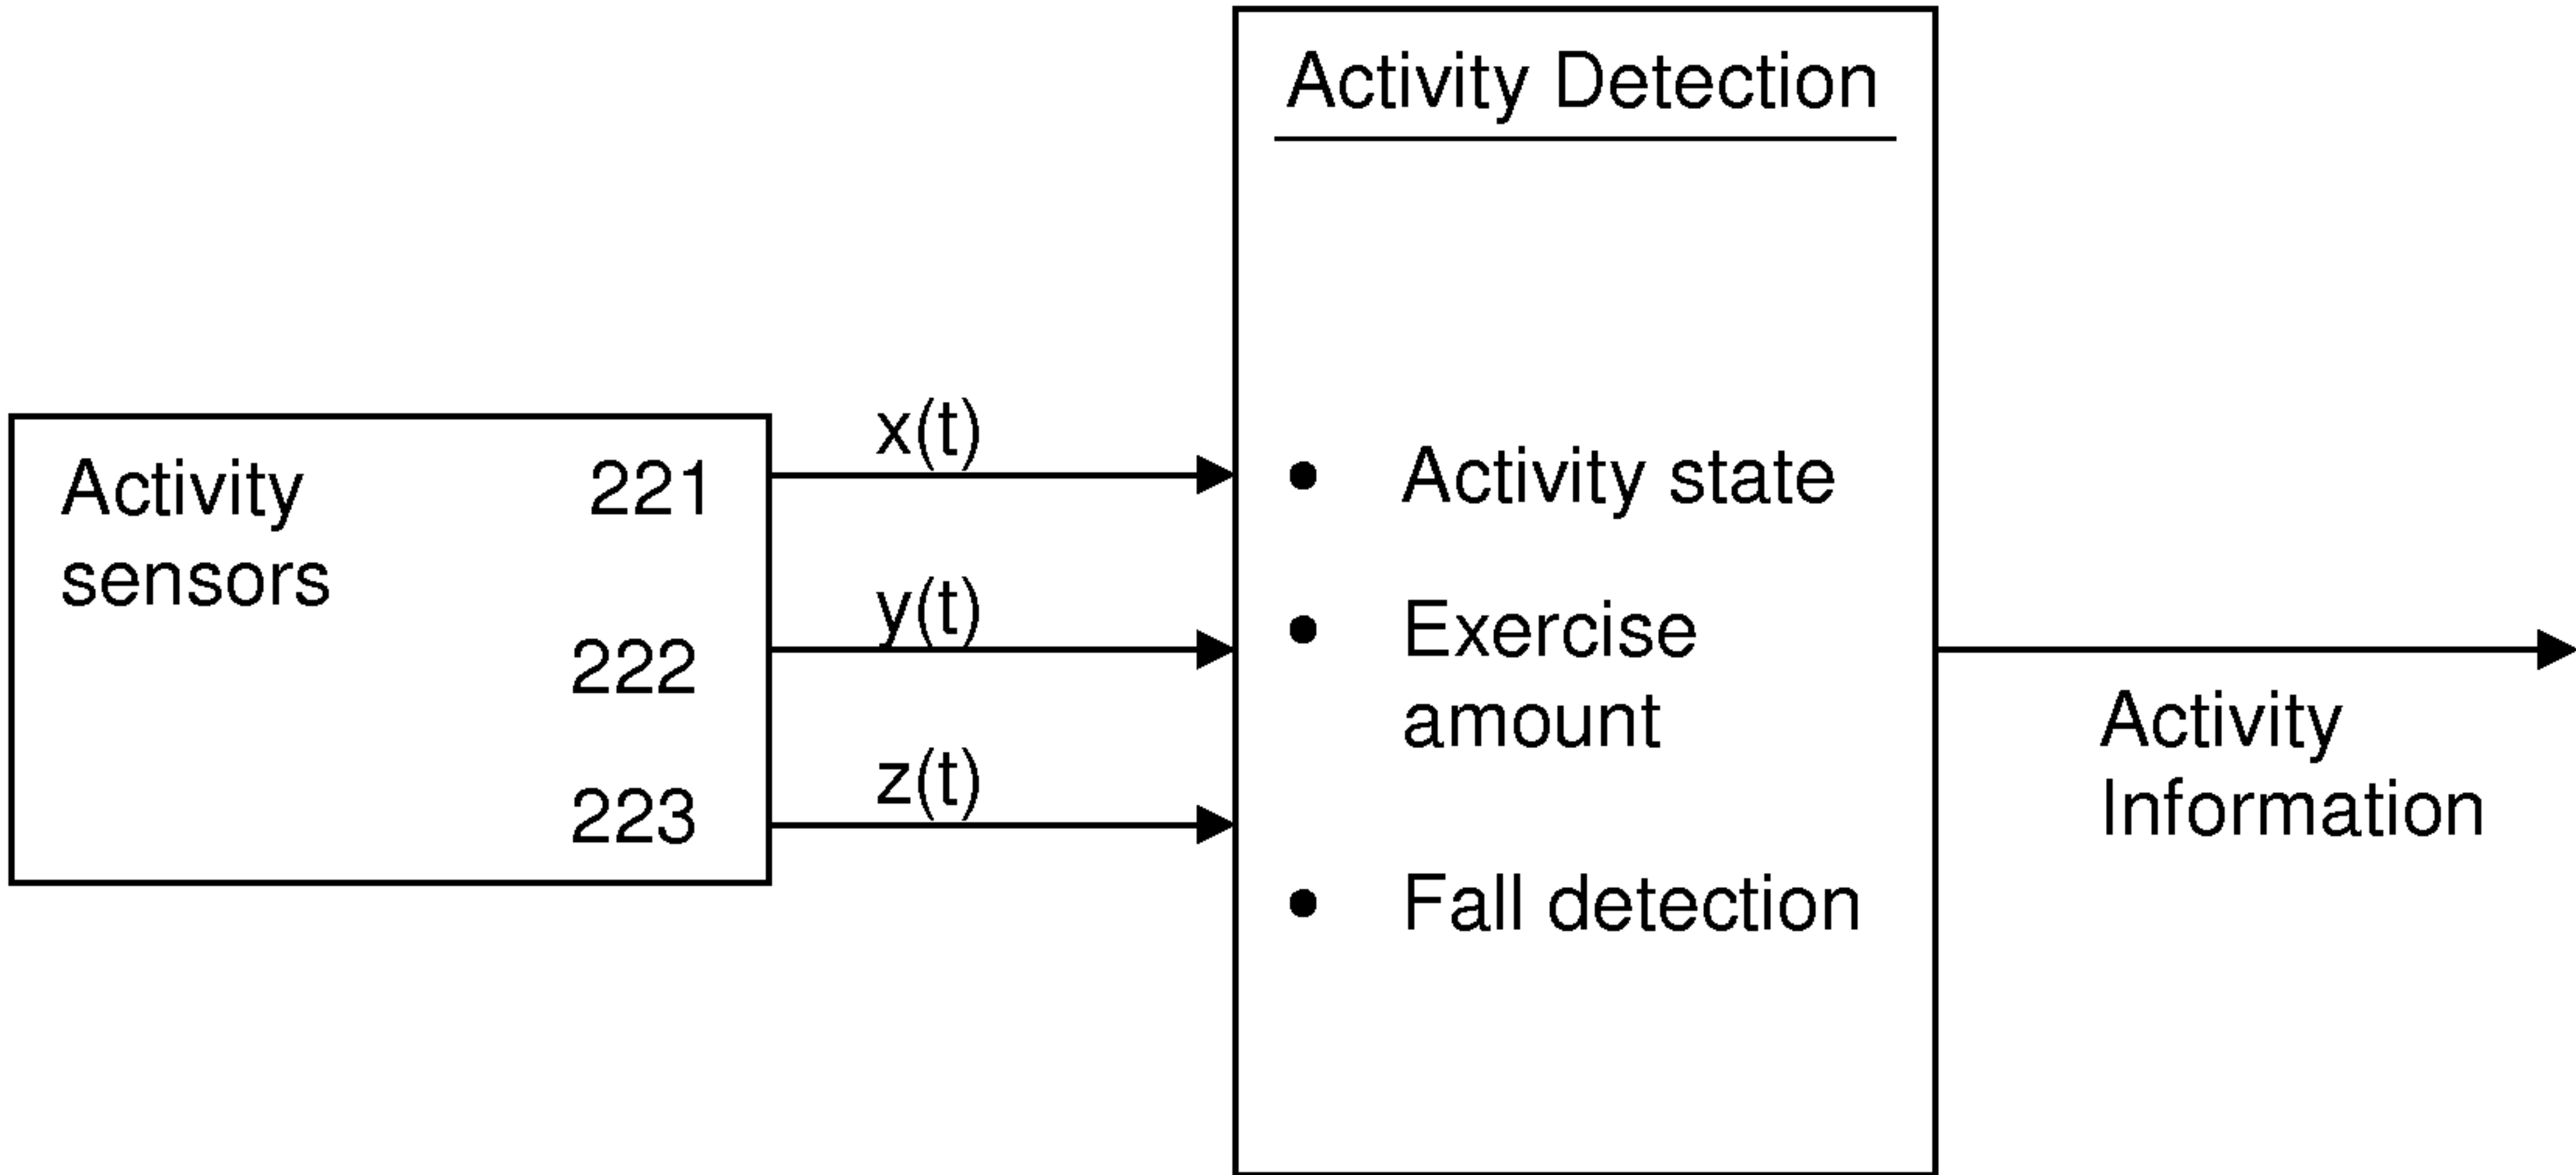 Activity Detection
Activity
sensors
221
222
223
x(t)
y(t)
z(t)
• Activity state
• Exercise
amount
• Fall detection
Activity
Information